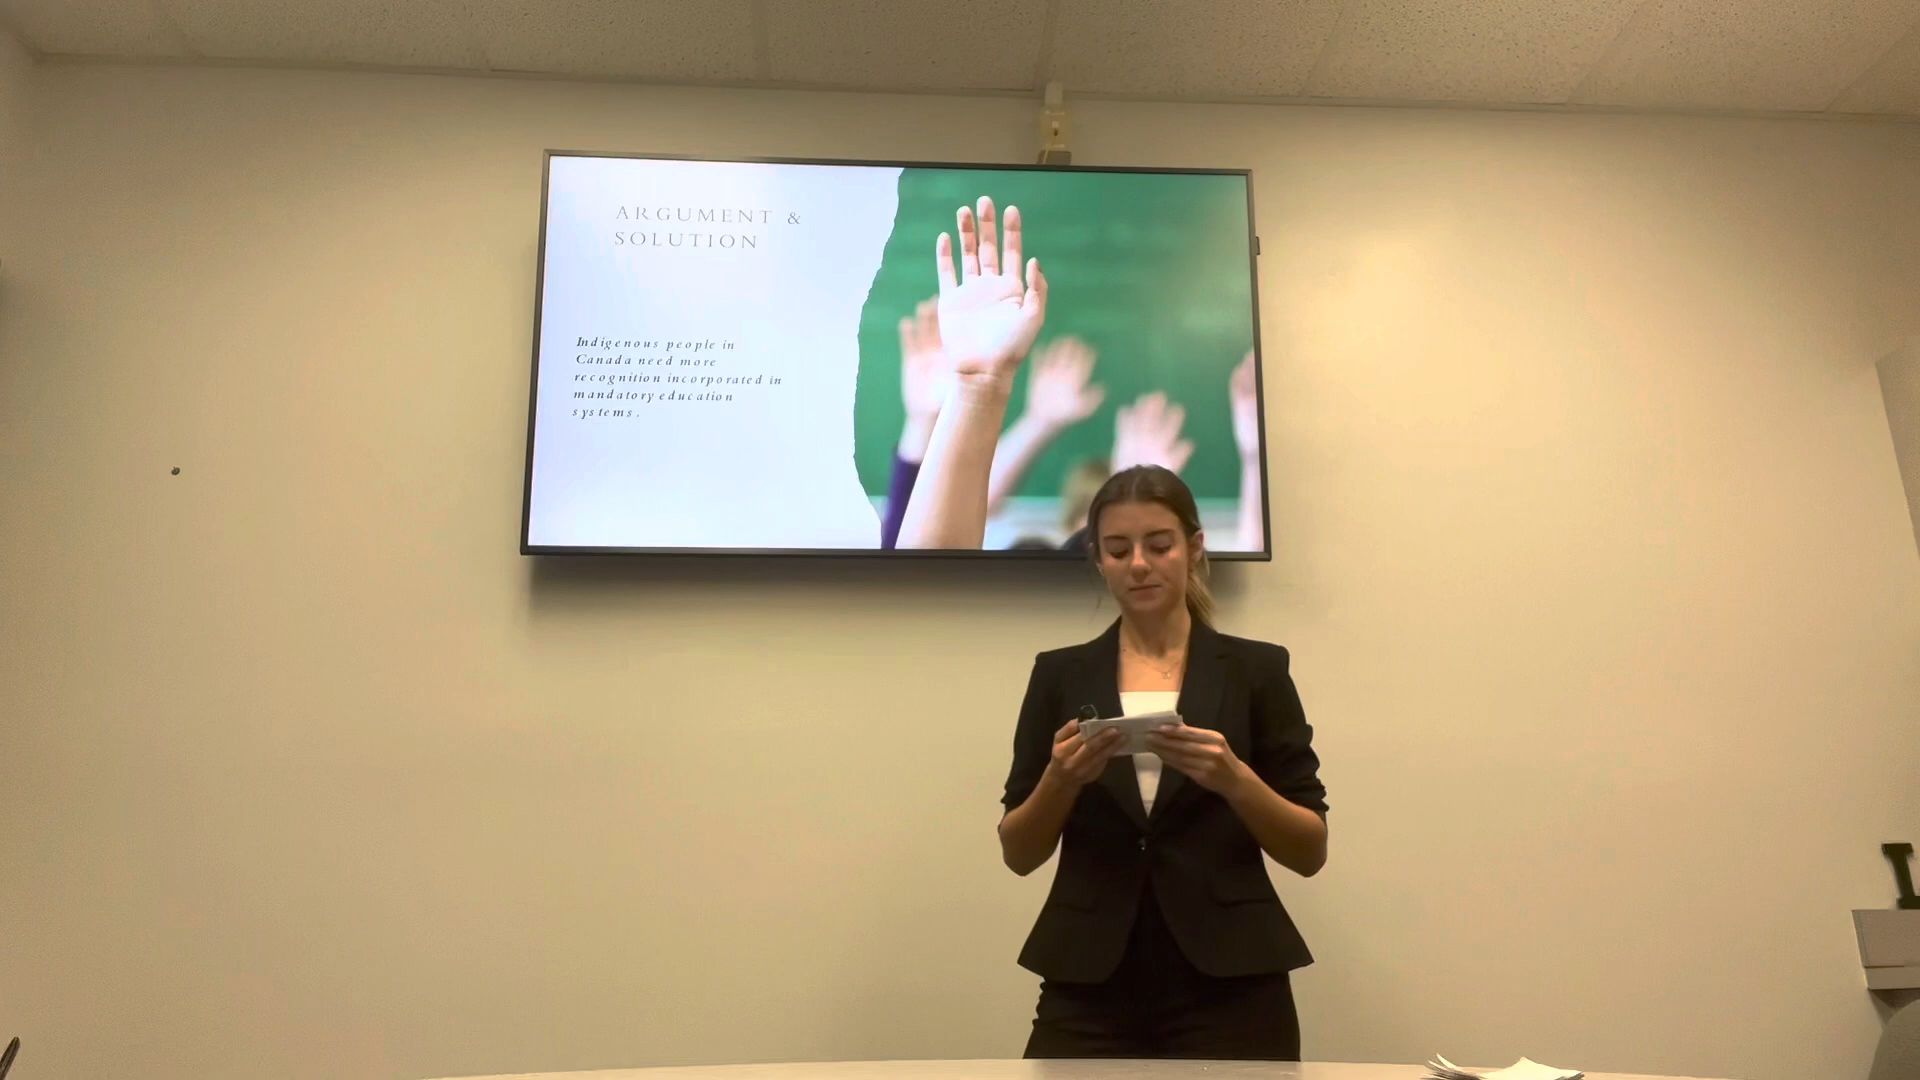 ARGUMENT &
SOLUTION
Indigenous people in
Canada need more
recognition incorporated in
mandatory education
systems.